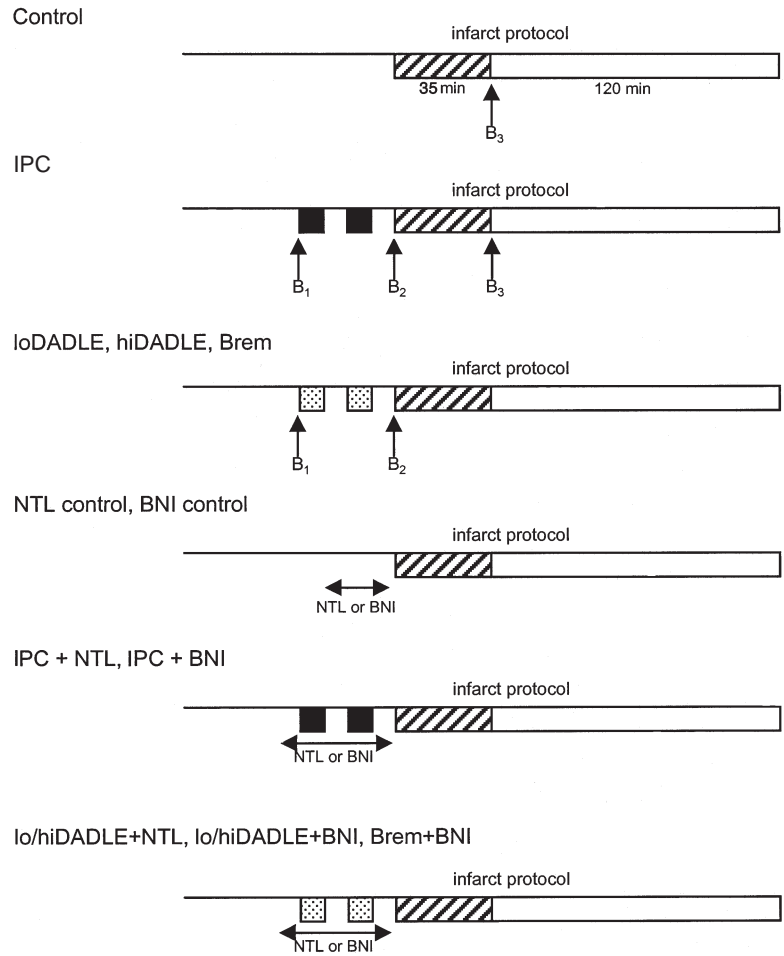 Control
infarct protocol
35 min 120 min
B3
IPC
infarct protocol
B1 B2 B3
loDADLE, hiDADLE, Brem
infarct protocol
B1 B2
NTL control, BNI control
infarct protocol
NTL or BNI
IPC + NTL, IPC + BNI
infarct protocol
NTL or BNI
lo/hiDADLE+NTL, lo/hiDADLE+BNI, Brem+BNI
infarct protocol
NTL or BNI